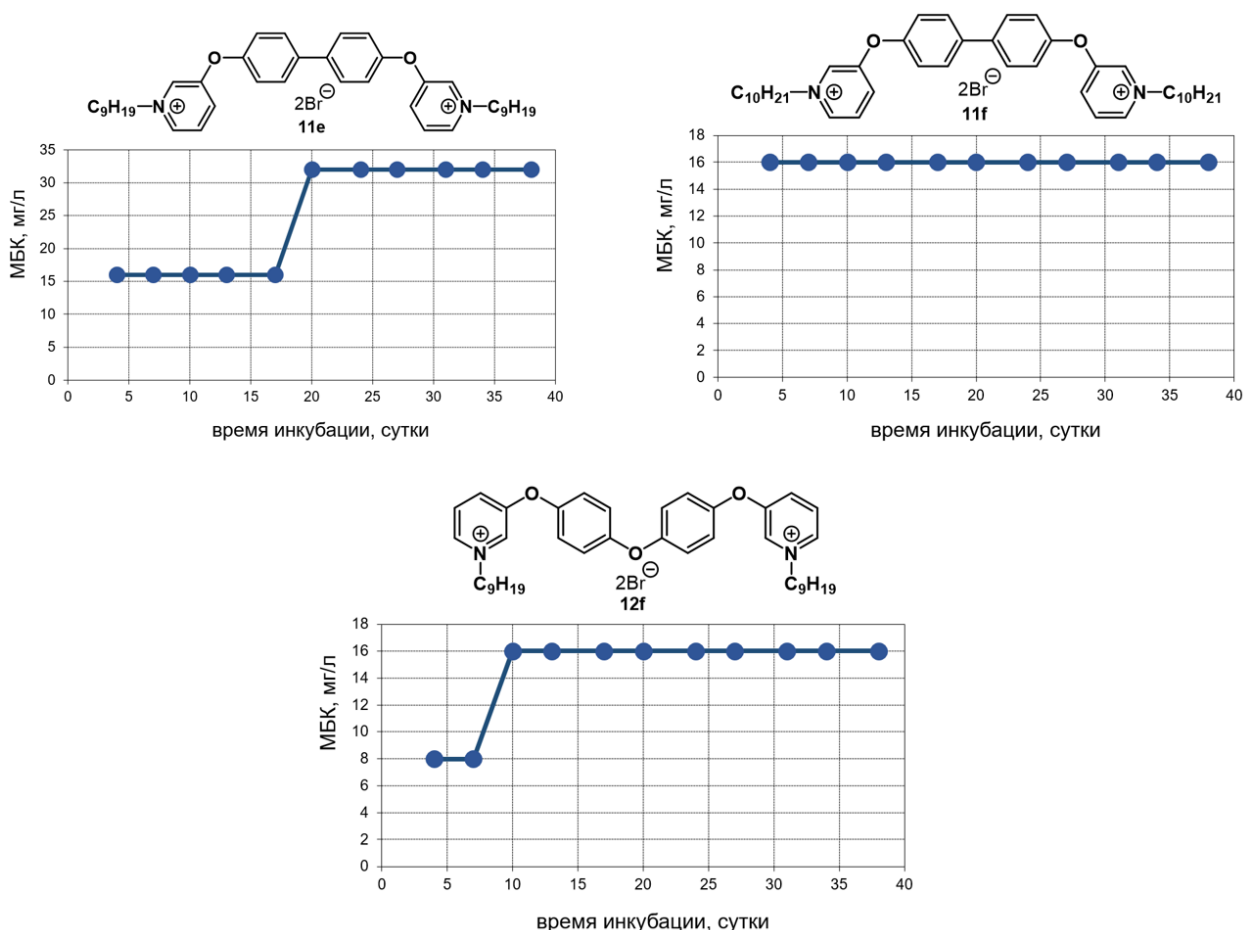 O O
2Br⊖
C₉H₁₉ N ⊕ ⊕ N C₉H₁₉
11e
35
30
25
20
15
10
5
0
МБК, мг/л
0 5 10 15 20 25 30 35 40
время инкубации, сутки
O O
2Br⊖
C₁₀H₂₁ N ⊕ ⊕ N C₁₀H₂₁
11f
18
16
14
12
10
8
6
4
2
0
МБК, мг/л
0 5 10 15 20 25 30 35 40
время инкубации, сутки
O O
⊕ ⊕
N O N
C₉H₁₉ 2Br⊖ C₉H₁₉
12f
18
16
14
12
10
8
6
4
2
0
МБК, мг/л
0 5 10 15 20 25 30 35 40
время инкубации, сутки